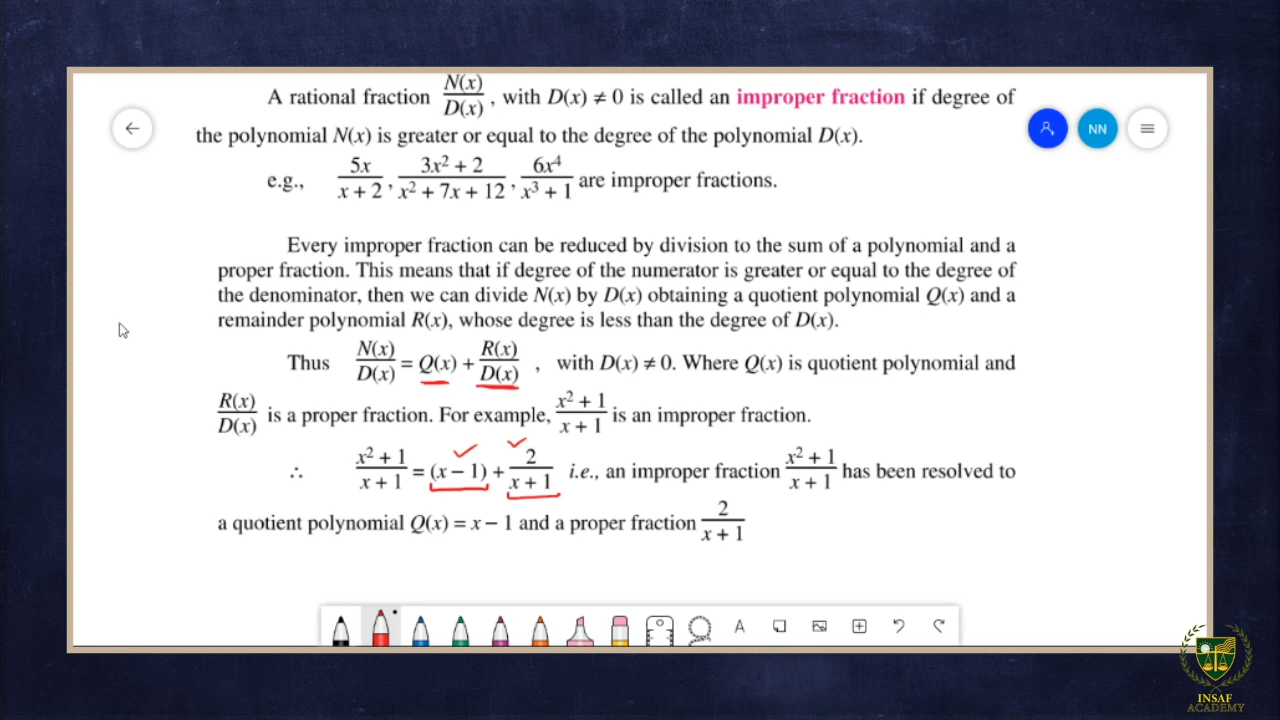 A rational fraction N(x)/D(x), with D(x) ≠ 0 is called an improper fraction if degree of
the polynomial N(x) is greater or equal to the degree of the polynomial D(x).
e.g., 5x/(x + 2), (3x² + 2)/(x² + 7x + 12), 6x⁴/(x³ + 1) are improper fractions.
Every improper fraction can be reduced by division to the sum of a polynomial and a
proper fraction. This means that if degree of the numerator is greater or equal to the degree of
the denominator, then we can divide N(x) by D(x) obtaining a quotient polynomial Q(x) and a
remainder polynomial R(x), whose degree is less than the degree of D(x).
Thus N(x)/D(x) = Q(x) + R(x)/D(x), with D(x) ≠ 0. Where Q(x) is quotient polynomial and
R(x)/D(x) is a proper fraction. For example, (x² + 1)/(x + 1) is an improper fraction.
∴ (x² + 1)/(x + 1) = (x – 1) + 2/(x + 1) i.e., an improper fraction (x² + 1)/(x + 1) has been resolved to
a quotient polynomial Q(x) = x – 1 and a proper fraction 2/(x + 1)
NN
A
INSAF
ACADEMY